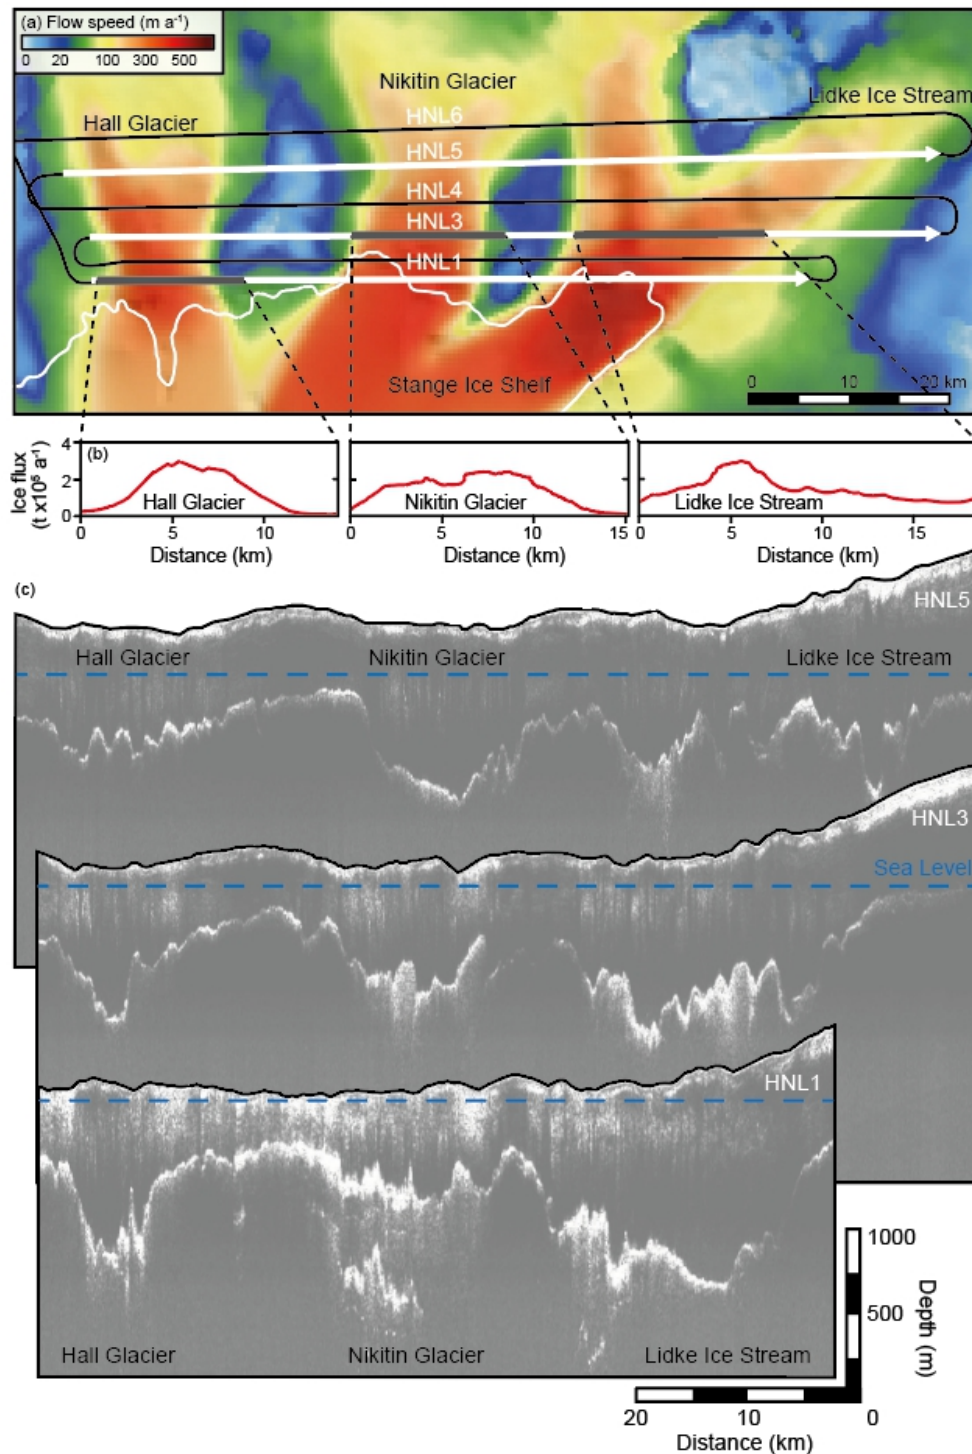 (a) Flow speed (m a⁻¹)
0 20 100 300 500
Nikitin Glacier
Lidke Ice Stream
Hall Glacier
HNL6
HNL5
HNL4
HNL3
HNL1
Stange Ice Shelf
0 10 20 km
Ice flux
(t x10⁵ a⁻¹)
4
2
0
(b)
Hall Glacier
Nikitin Glacier
Lidke Ice Stream
0 5 10
0 5 10 15
0 5 10 15
Distance (km)
Distance (km)
Distance (km)
(c)
HNL5
Hall Glacier
Nikitin Glacier
Lidke Ice Stream
HNL3
Sea Level
HNL1
Hall Glacier
Nikitin Glacier
Lidke Ice Stream
1000
500
0
Depth (m)
20 10
Distance (km)